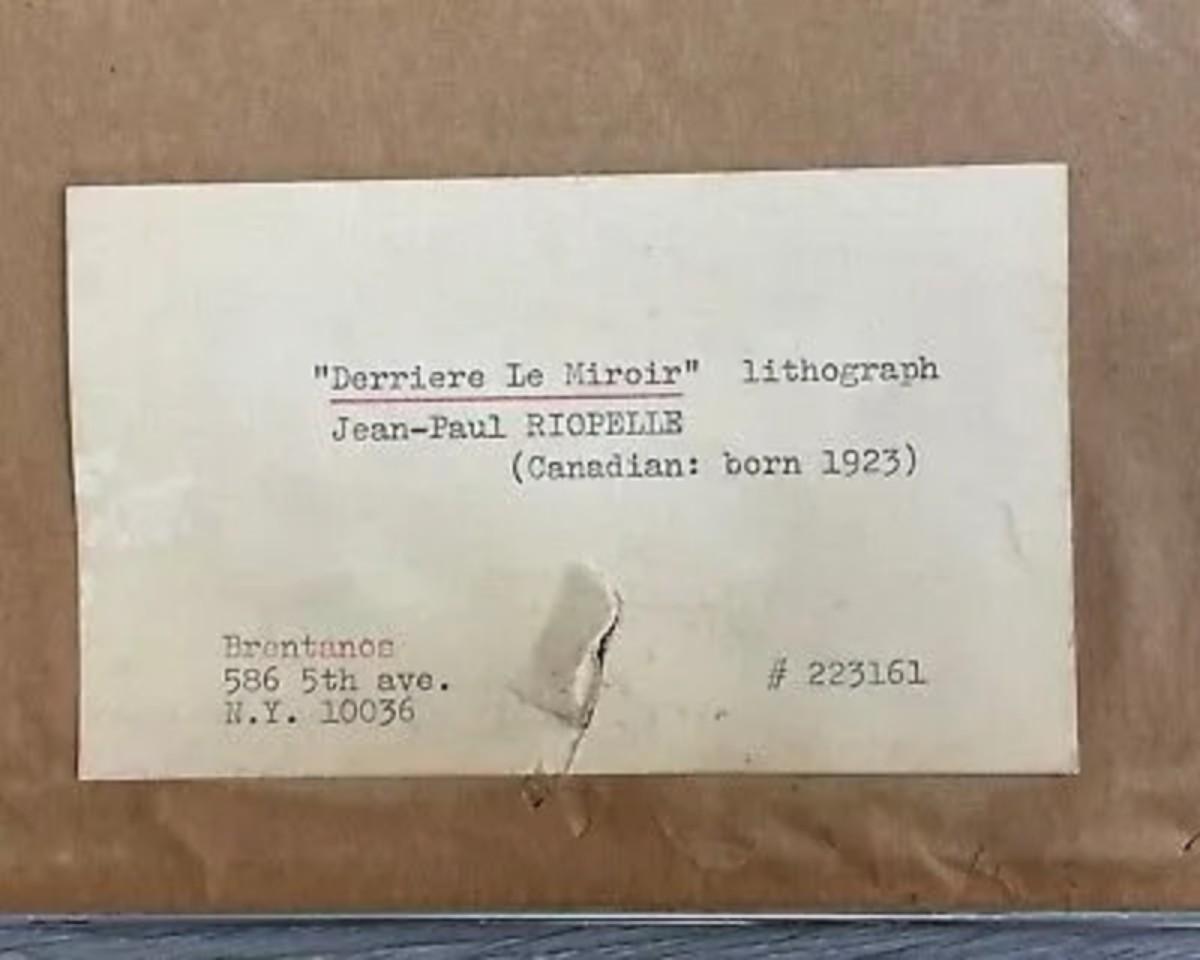 "Derriere Le Miroir" lithograph
Jean-Paul RIOPELLE
(Canadian: born 1923)
Brentanos
586 5th ave.
N.Y. 10036
# 223161